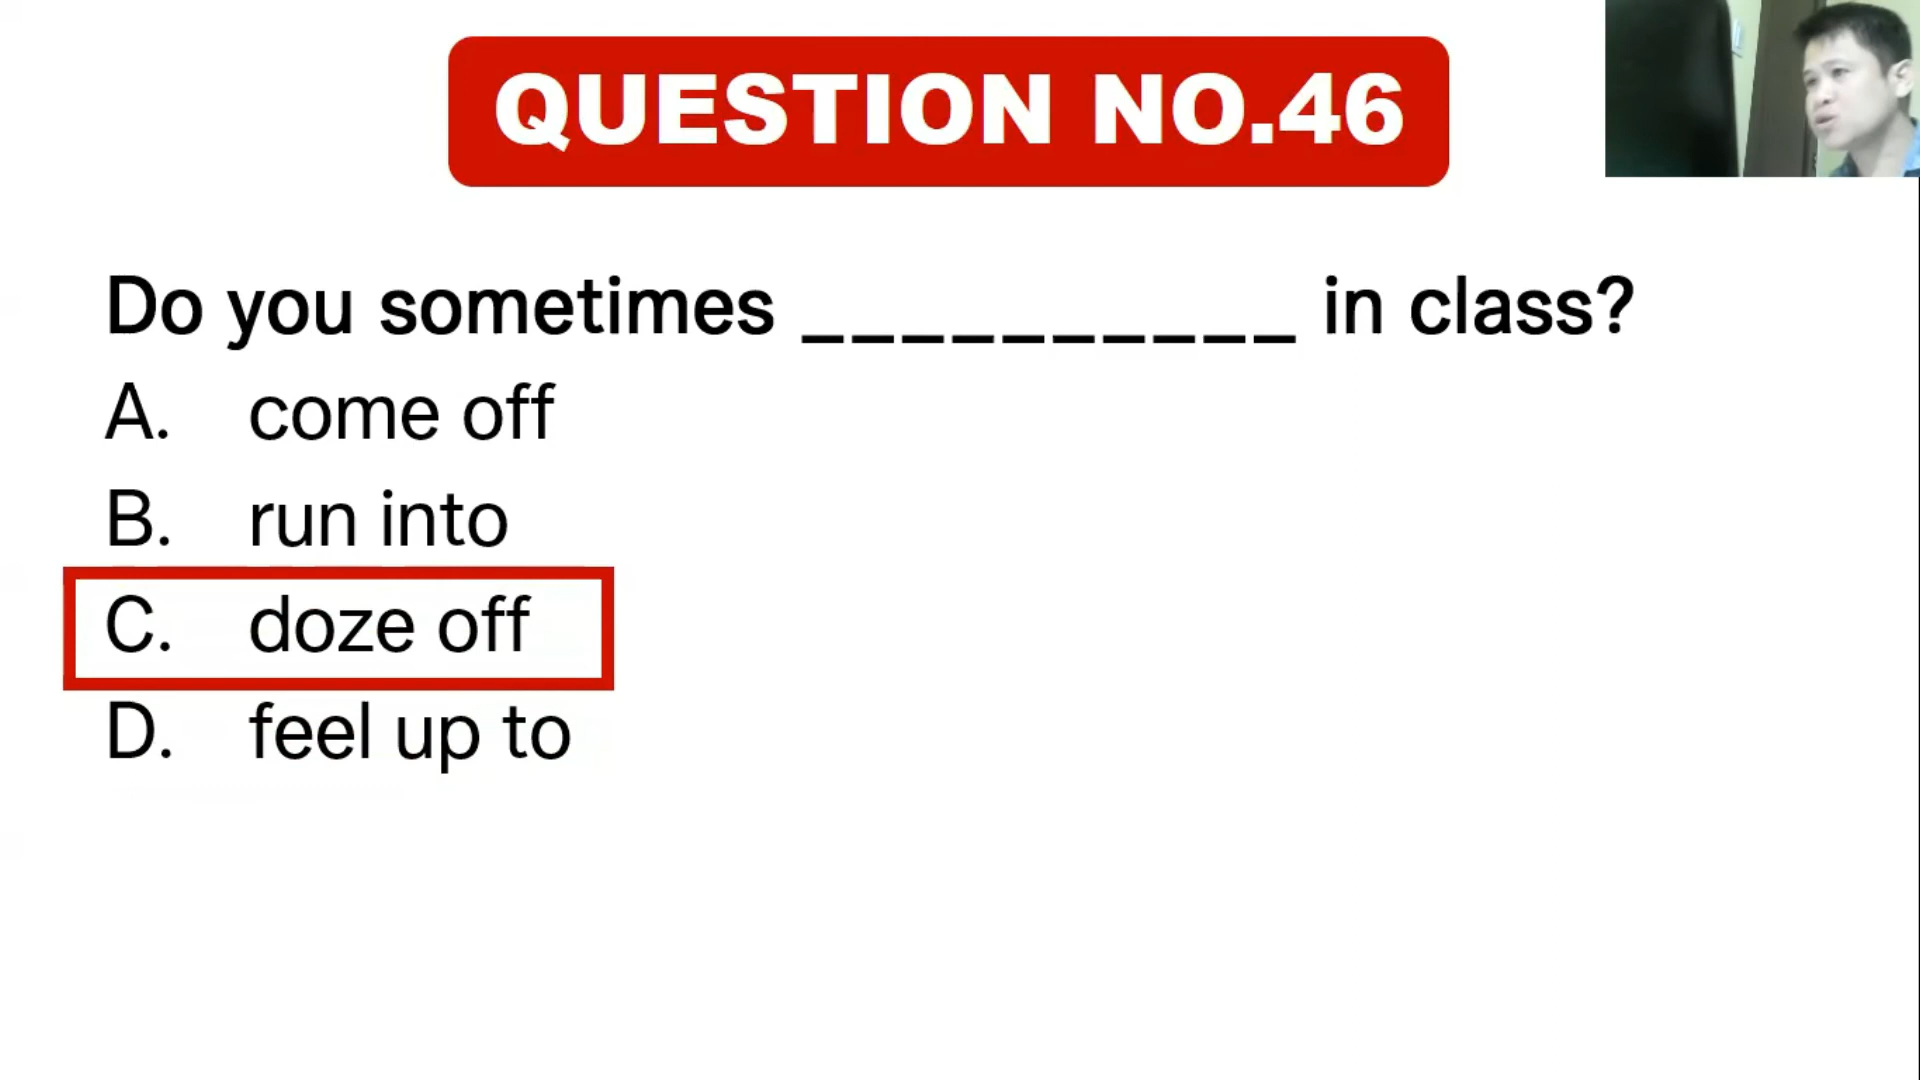 QUESTION NO.46
Do you sometimes __________ in class?
A. come off
B. run into
C. doze off
D. feel up to